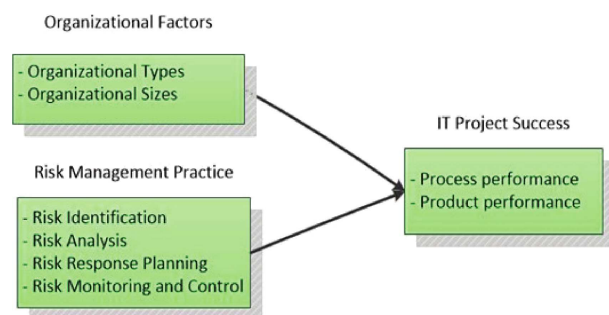 Organizational Factors
- Organizational Types
- Organizational Sizes
IT Project Success
- Process performance
- Product performance
Risk Management Practice
- Risk Identification
- Risk Analysis
- Risk Response Planning
- Risk Monitoring and Control